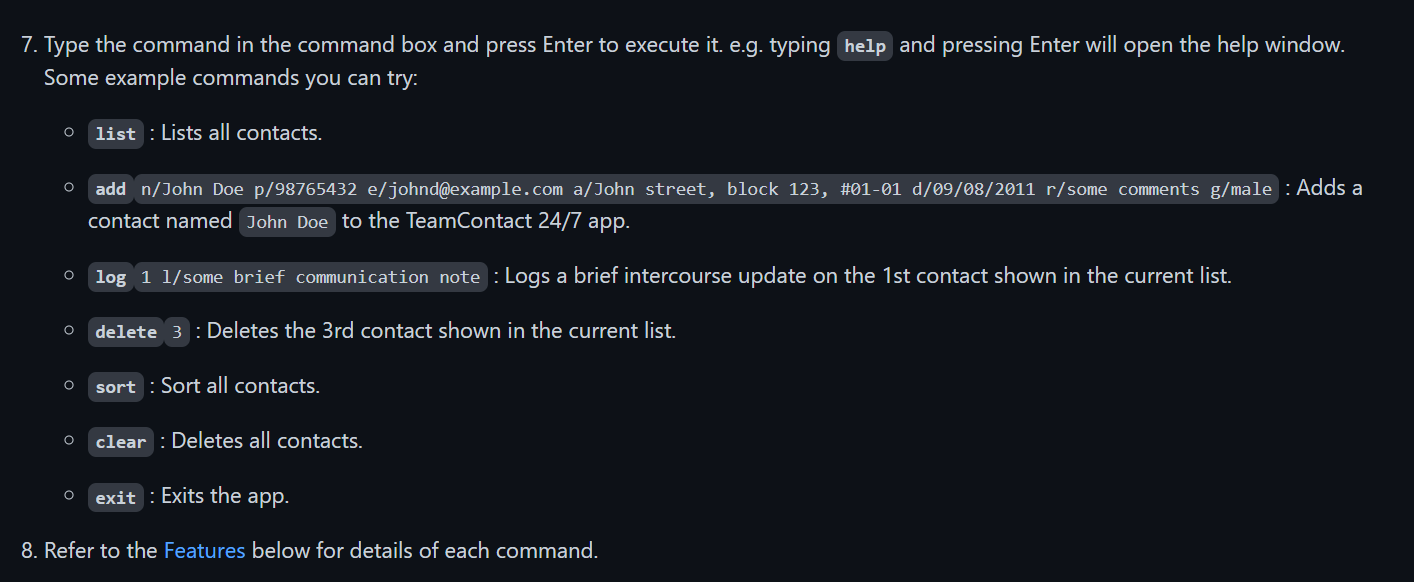 7. Type the command in the command box and press Enter to execute it. e.g. typing help and pressing Enter will open the help window.
Some example commands you can try:
○ list : Lists all contacts.
○ add n/John Doe p/98765432 e/johnd@example.com a/John street, block 123, #01-01 d/09/08/2011 r/some comments g/male : Adds a
contact named John Doe to the TeamContact 24/7 app.
○ log 1 l/some brief communication note : Logs a brief intercourse update on the 1st contact shown in the current list.
○ delete 3 : Deletes the 3rd contact shown in the current list.
○ sort : Sort all contacts.
○ clear : Deletes all contacts.
○ exit : Exits the app.
8. Refer to the Features below for details of each command.